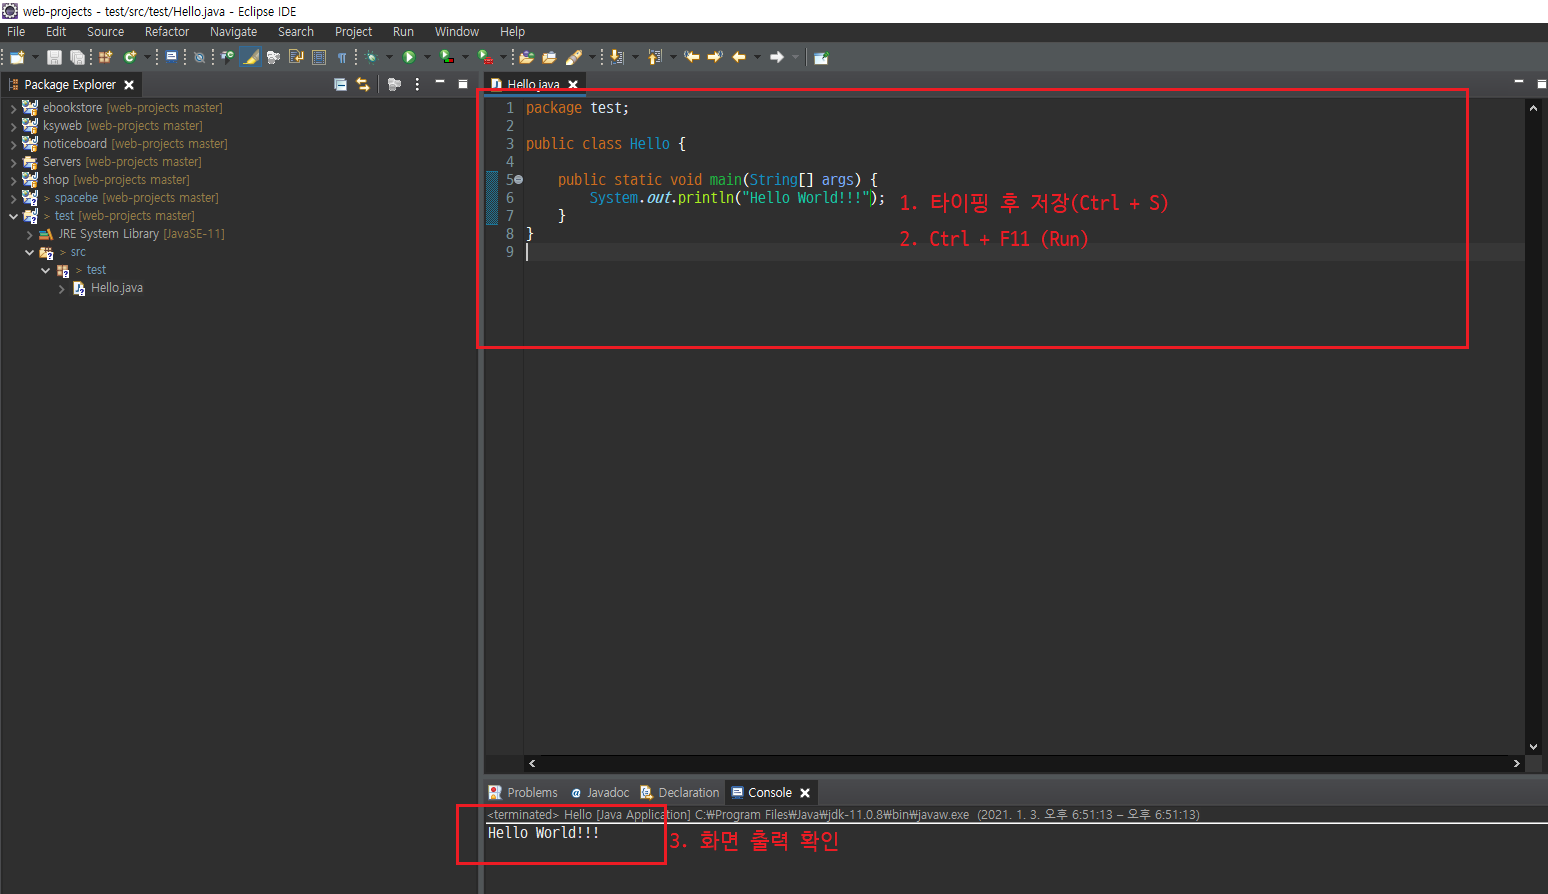 web-projects - test/src/test/Hello.java - Eclipse IDE
File Edit Source Refactor Navigate Search Project Run Window Help
Package Explorer
ebookstore [web-projects master]
ksyweb [web-projects master]
noticeboard [web-projects master]
Servers [web-projects master]
shop [web-projects master]
> spacebe [web-projects master]
> test [web-projects master]
JRE System Library [JavaSE-11]
> src
> test
Hello.java
Hello.java
1 package test;
2
3 public class Hello {
4
5 public static void main(String[] args) {
6 System.out.println("Hello World!!!");
7 }
8 }
9
1. 타이핑 후 저장(Ctrl + S)
2. Ctrl + F11 (Run)
Problems Javadoc Declaration Console
<terminated> Hello [Java Application] C:₩Program Files₩Java₩jdk-11.0.8₩bin₩javaw.exe (2021. 1. 3. 오후 6:51:13 – 오후 6:51:13)
Hello World!!!
3. 화면 출력 확인